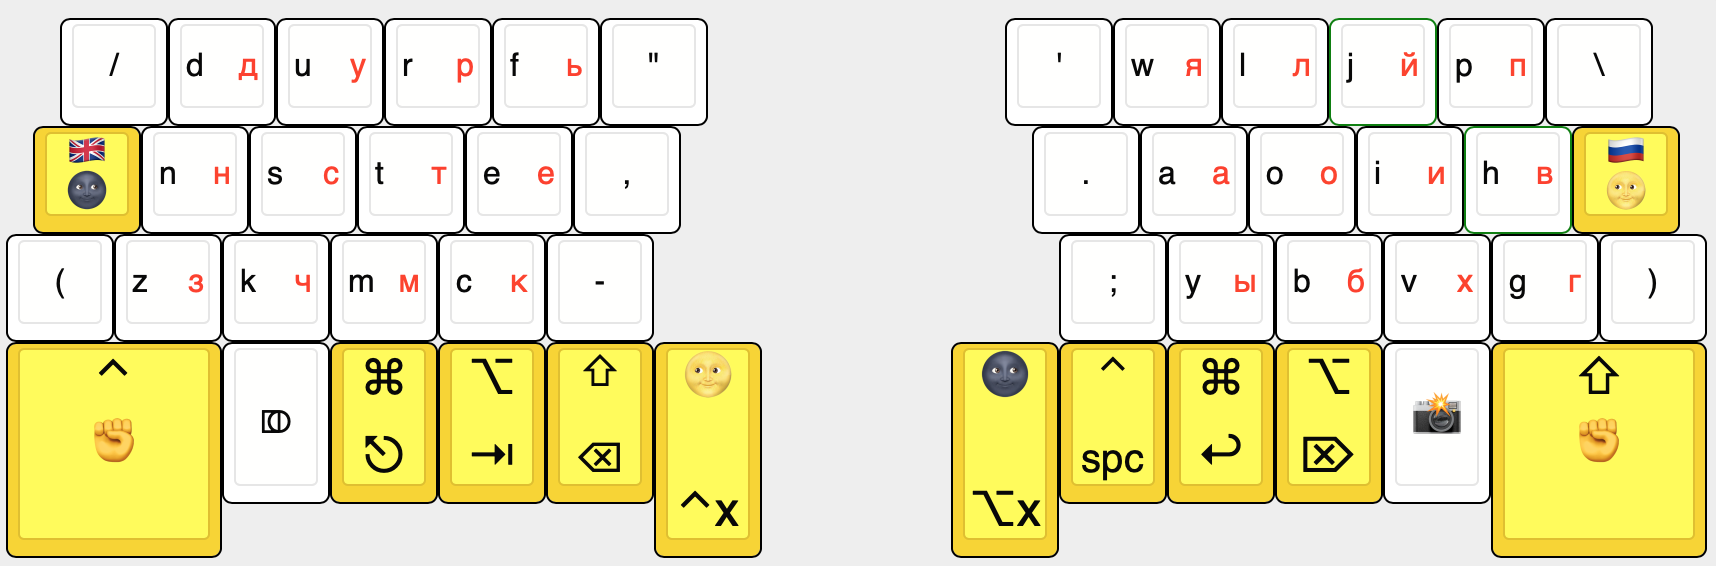 / d д u у r р f ь " ' w я l л j й p п \
🇬🇧 🌚 n н s с t т e е , . a а o о i и h в 🇷🇺 🌝
( z з k ч m м c к - ; y ы b б v х g г )
^ ⌘ ⌥ ⇧ 🌝 🌚 ^ ⌘ ⌥ ⇧
✊ ⎄ 📸 ✊
⎋ ⇥ ⌫ spc ↩ ⌦
^x ⌥x